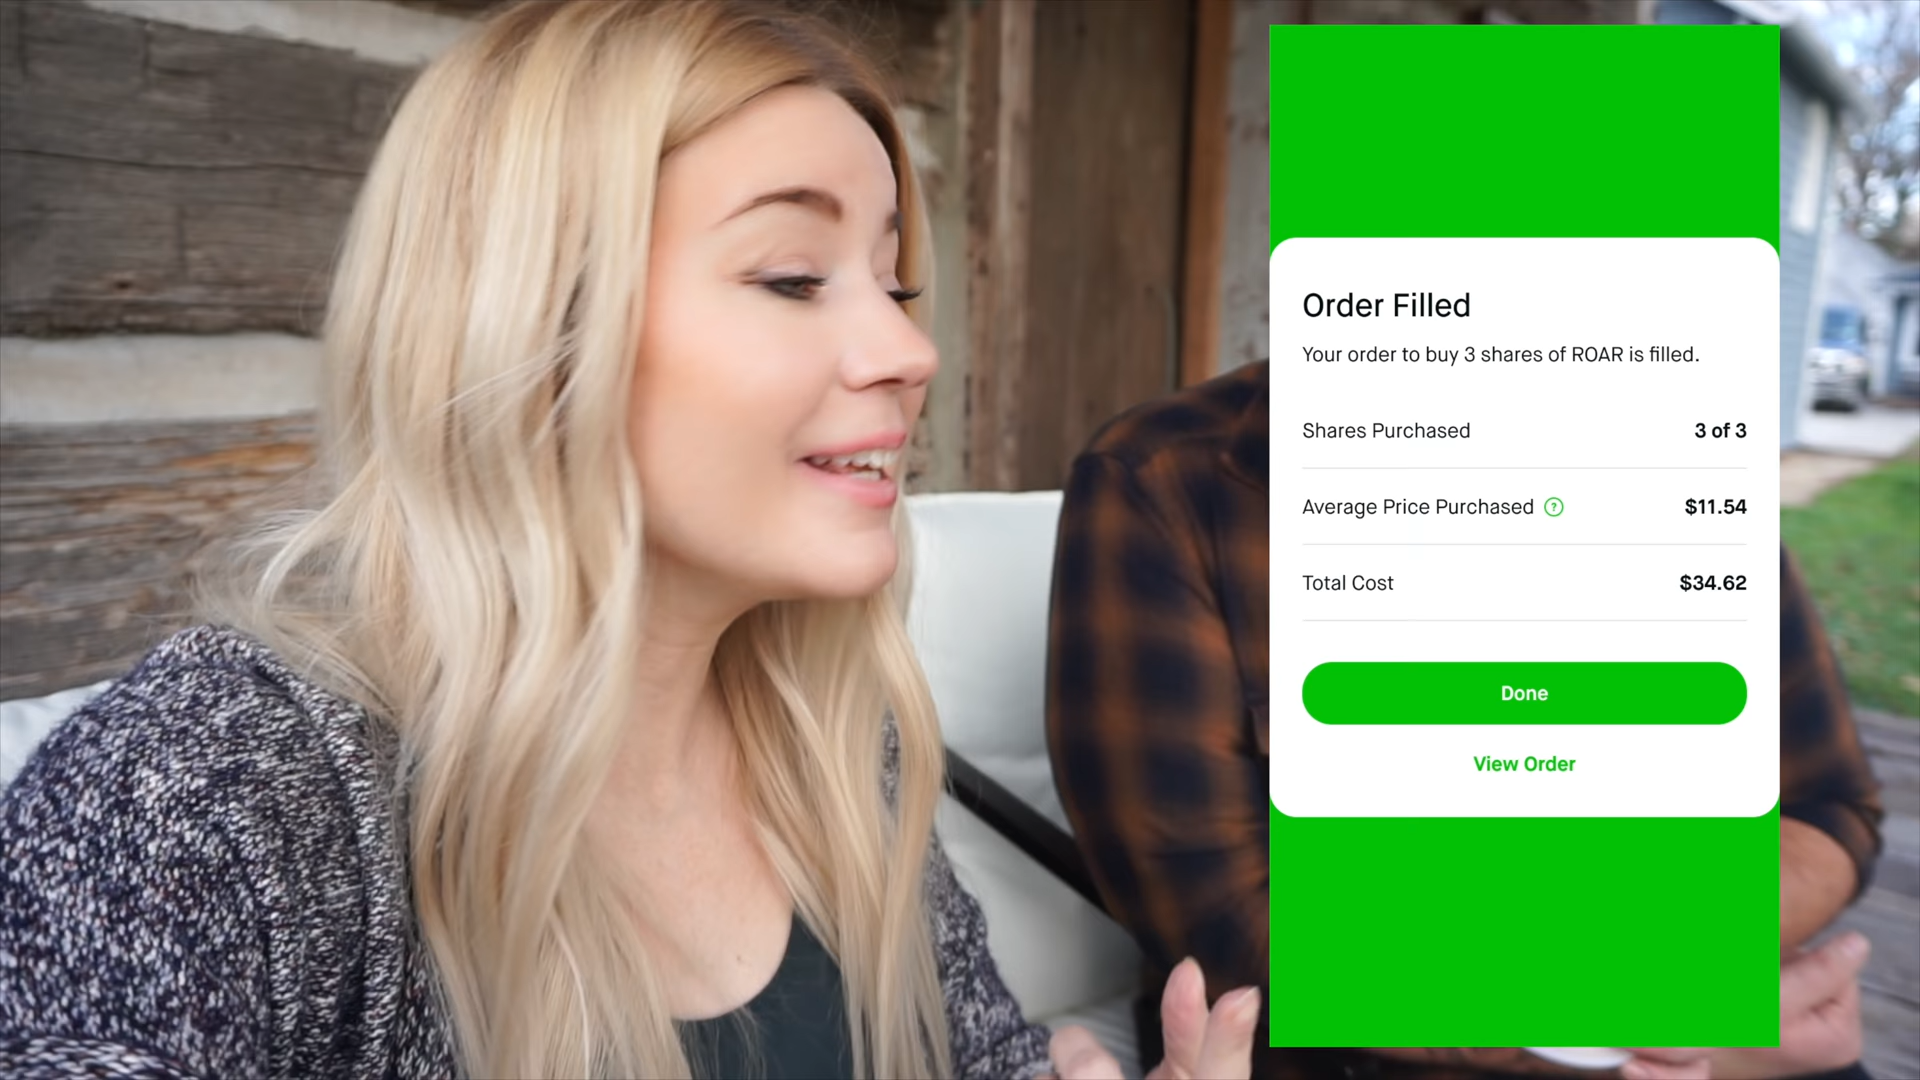 Order Filled
Your order to buy 3 shares of ROAR is filled.
Shares Purchased 3 of 3
Average Price Purchased ? $11.54
Total Cost $34.62
Done
View Order